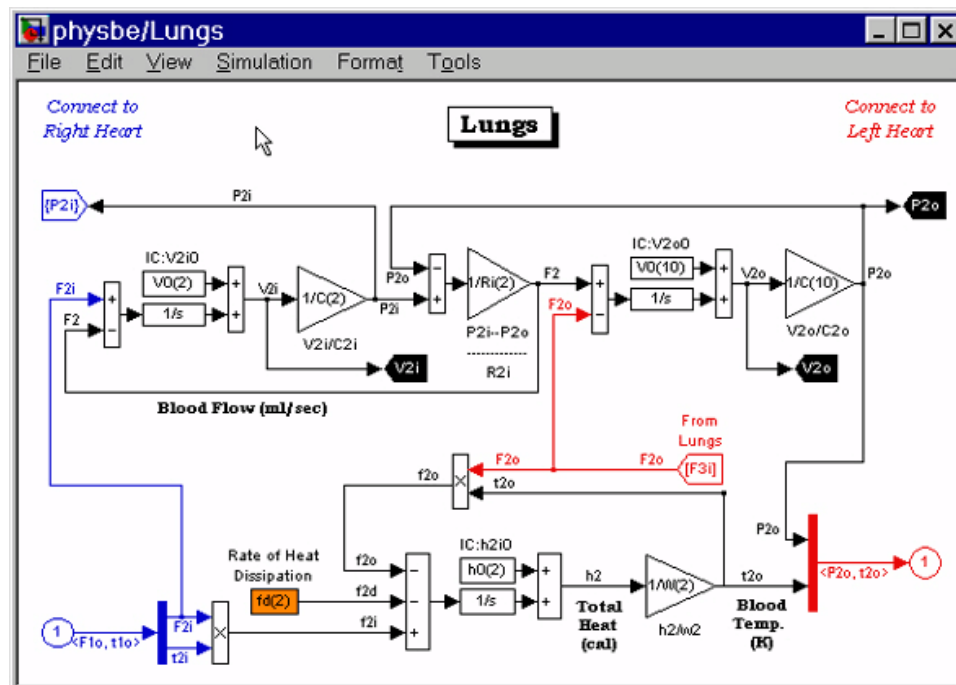 physbe/Lungs
File Edit View Simulation Format Tools
Connect to
Right Heart
Lungs
Connect to
Left Heart
{P2i}
P2i
P2o
IC:V2i0
IC:V2o0
F2i
V0(2)
V2i
P2o
F2
V0(10)
V2o
P2o
+
-
1/s
+
+
1/C(2)
P2i
-
+
1/Ri(2)
F2o
+
-
1/s
+
+
1/C(10)
F2
V2i/C2i
P2i--P2o
V2o/C2o
V2i
------------
R2i
V2o
Blood Flow (ml/sec)
From
Lungs
F2o
F2o
[F3i]
f2o
×
t2o
Rate of Heat
Dissipation
f2o
IC:h2i0
P2o
fd(2)
f2d
f2i
-
-
+
h0(2)
1/s
+
+
h2
1/W(2)
t2o
<P2o, t2o>
1
Total
Heat
(cal)
h2/w2
Blood
Temp.
(K)
1
<F1o, t1o>
F2i
t2i
×